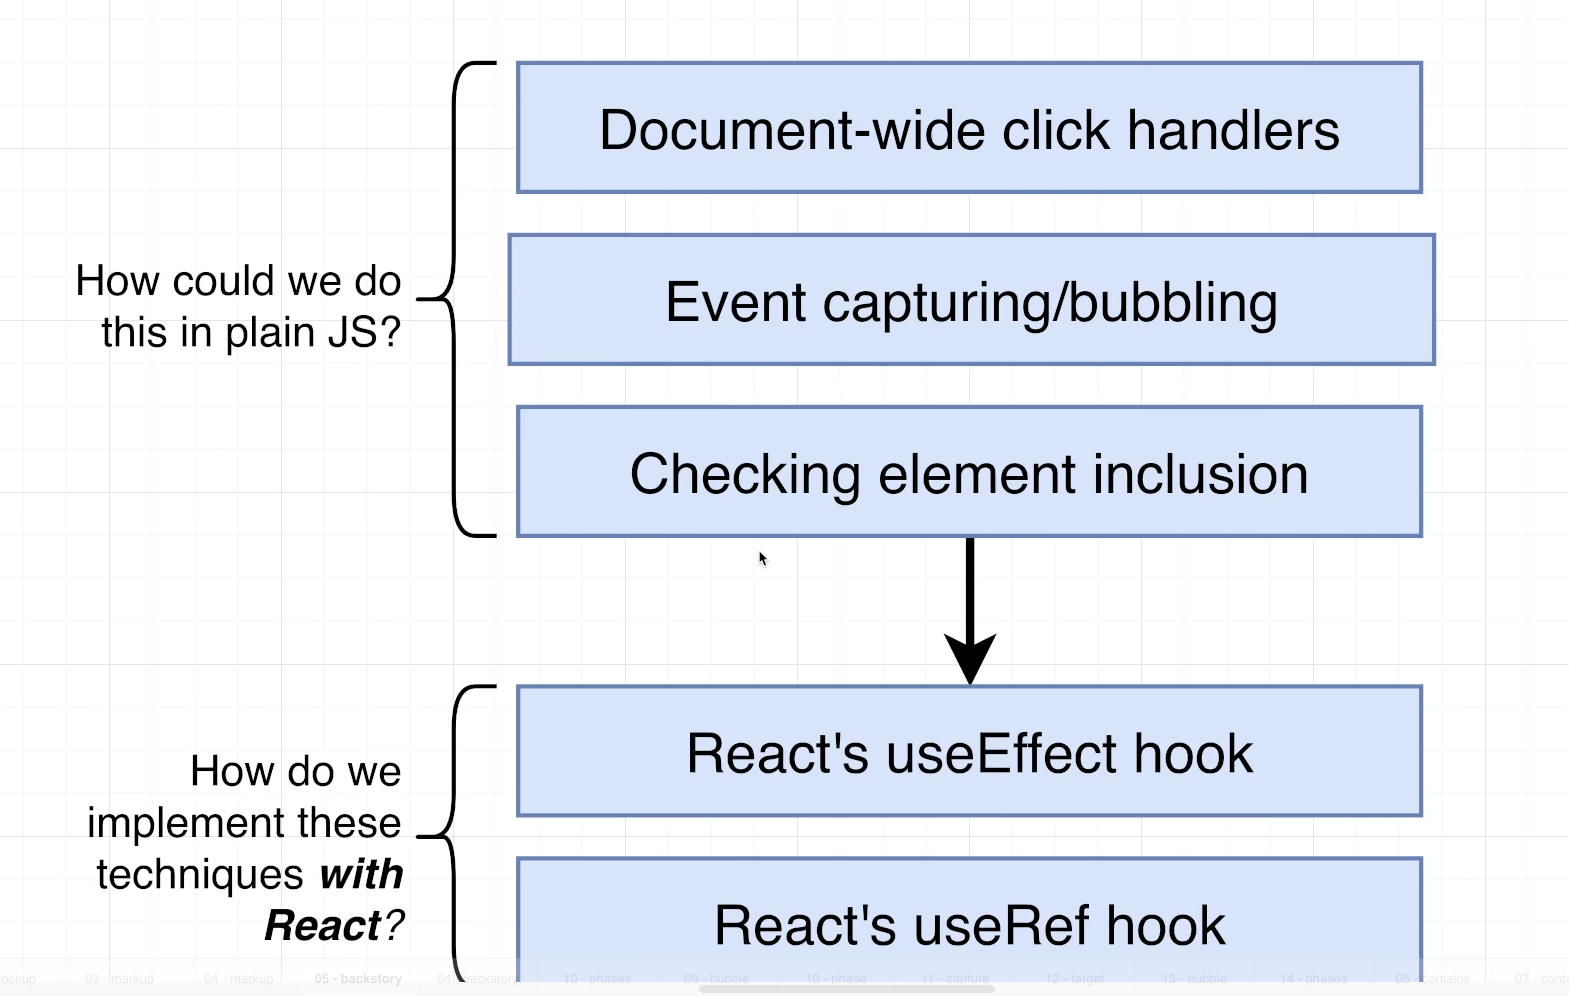 Document-wide click handlers
Event capturing/bubbling
How could we do
this in plain JS?
Checking element inclusion
React's useEffect hook
How do we
implement these
techniques with
React?
React's useRef hook
ockup 03 - markup 04 - markup 05 - backstory 04 backstory 10 - phases 09 - bubble 10 - phase 11 - capture 12 - target 13 - bubble 14 - phases 06 - contains 07 - conta